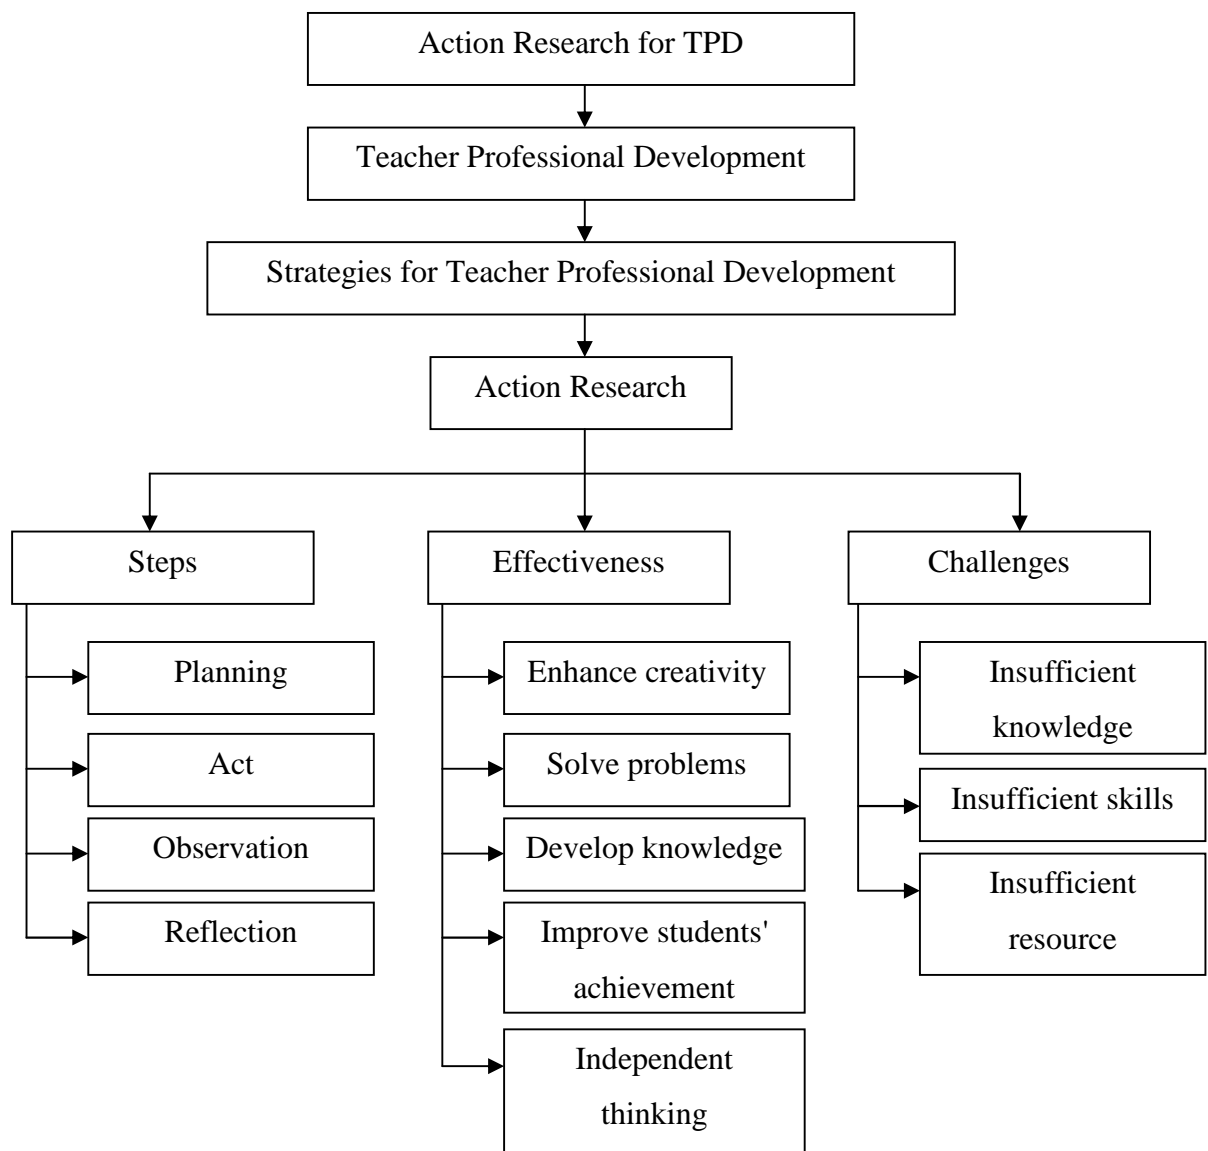 Action Research for TPD
Teacher Professional Development
Strategies for Teacher Professional Development
Action Research
Steps
Planning
Act
Observation
Reflection
Effectiveness
Enhance creativity
Solve problems
Develop knowledge
Improve students'
achievement
Independent
thinking
Challenges
Insufficient
knowledge
Insufficient skills
Insufficient
resource